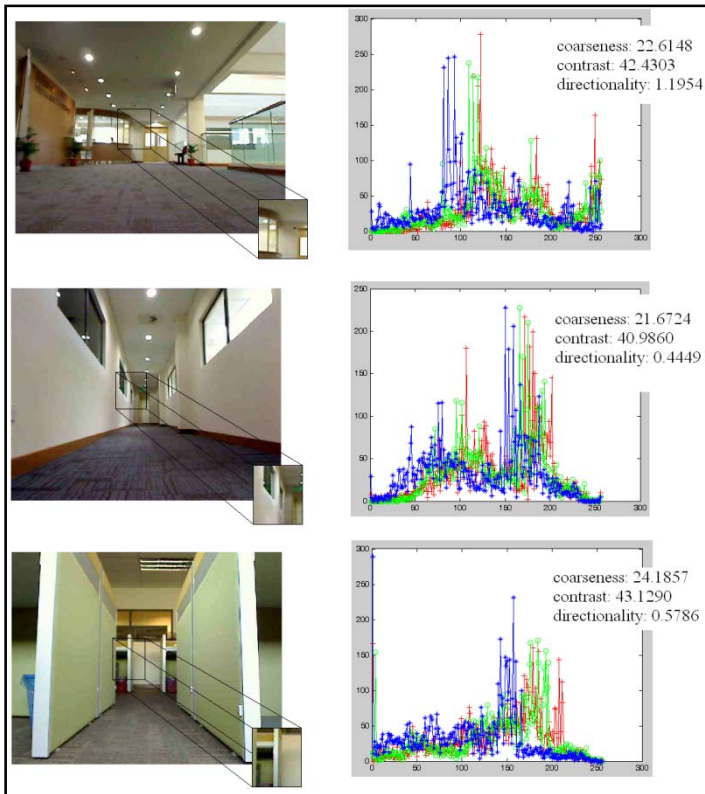 300
250
200
150
100
50
0
0 50 100 150 200 250 300
coarseness: 22.6148
contrast: 42.4303
directionality: 1.1954
250
200
150
100
50
0
0 50 100 150 200 250 300
coarseness: 21.6724
contrast: 40.9860
directionality: 0.4449
300
250
200
150
100
50
0
0 50 100 150 200 250 300
coarseness: 24.1857
contrast: 43.1290
directionality: 0.5786